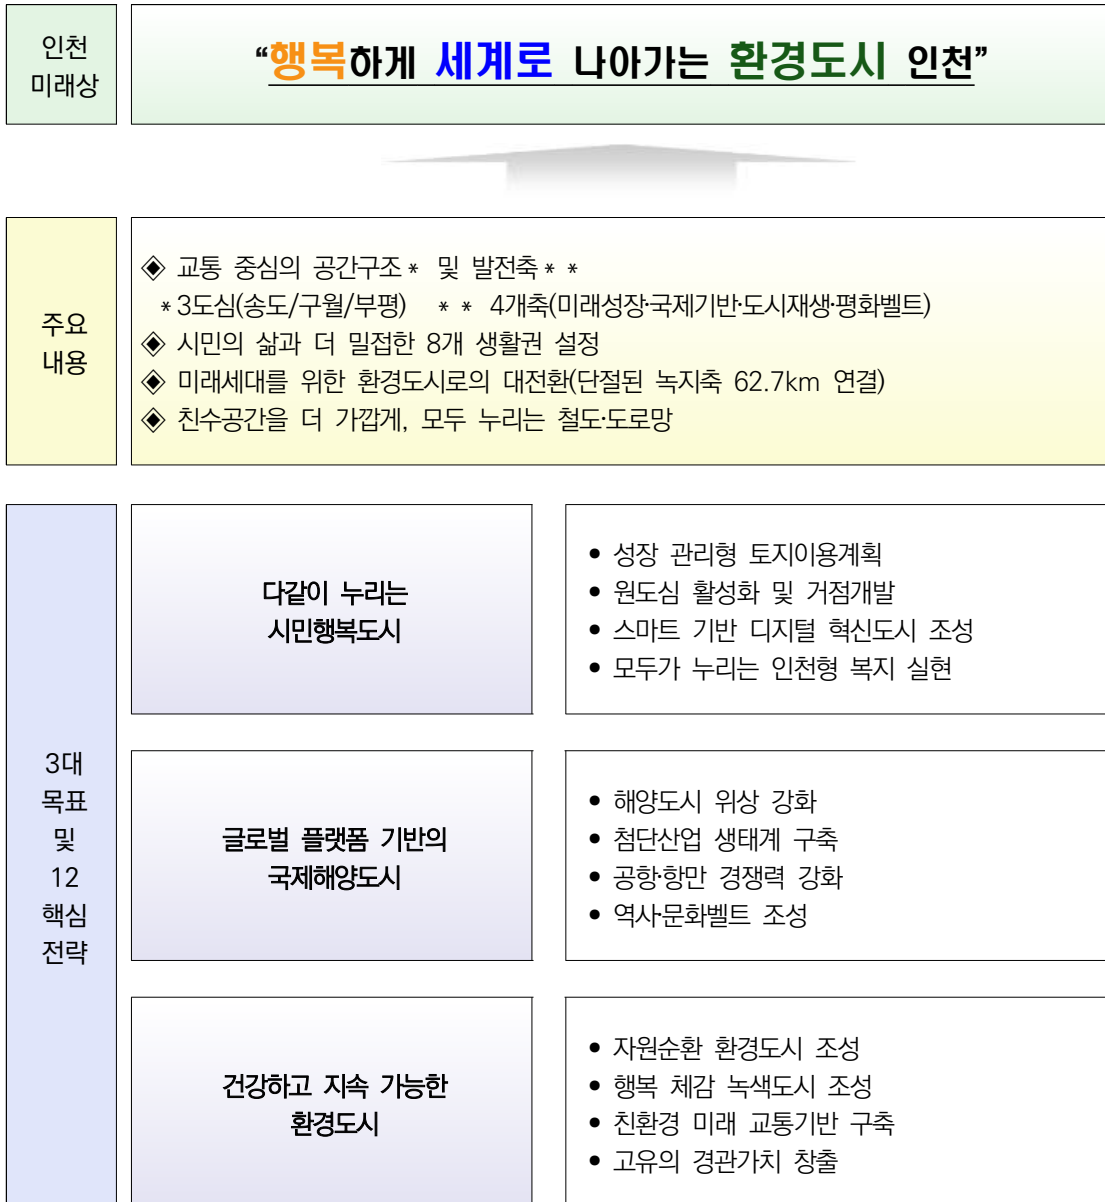 인천
미래상
“행복하게 세계로 나아가는 환경도시 인천”
주요
내용
◈ 교통 중심의 공간구조* 및 발전축**
*3도심(송도/구월/부평) ** 4개축(미래성장·국제기반·도시재생·평화벨트)
◈ 시민의 삶과 더 밀접한 8개 생활권 설정
◈ 미래세대를 위한 환경도시로의 대전환(단절된 녹지축 62.7km 연결)
◈ 친수공간을 더 가깝게, 모두 누리는 철도·도로망
3대
목표
및
12
핵심
전략
다같이 누리는
시민행복도시
• 성장 관리형 토지이용계획
• 원도심 활성화 및 거점개발
• 스마트 기반 디지털 혁신도시 조성
• 모두가 누리는 인천형 복지 실현
글로벌 플랫폼 기반의
국제해양도시
• 해양도시 위상 강화
• 첨단산업 생태계 구축
• 공항·항만 경쟁력 강화
• 역사·문화벨트 조성
건강하고 지속 가능한
환경도시
• 자원순환 환경도시 조성
• 행복 체감 녹색도시 조성
• 친환경 미래 교통기반 구축
• 고유의 경관가치 창출